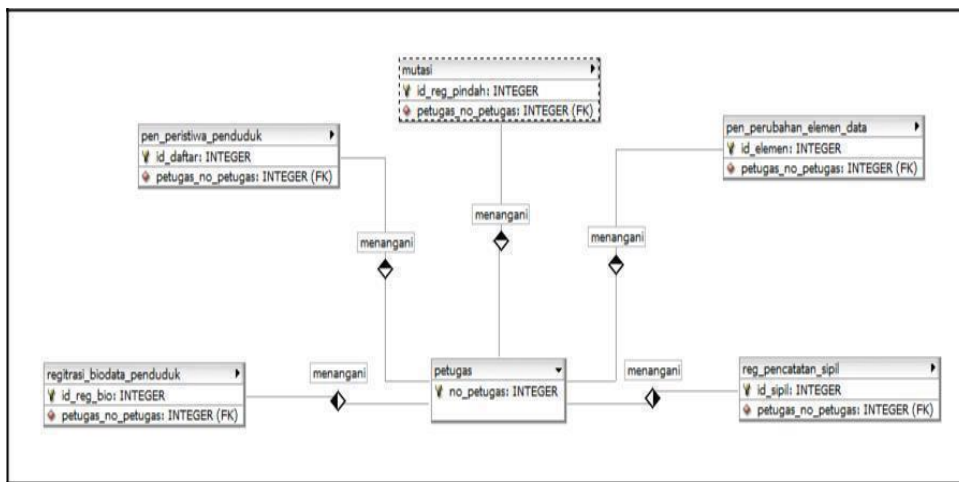 mutasi
id_reg_pindah: INTEGER
petugas_no_petugas: INTEGER (FK)
pen_peristiwa_penduduk
id_daftar: INTEGER
petugas_no_petugas: INTEGER (FK)
pen_perubahan_elemen_data
id_elemen: INTEGER
petugas_no_petugas: INTEGER (FK)
menangani
menangani
menangani
regitrasi_biodata_penduduk
id_reg_bio: INTEGER
petugas_no_petugas: INTEGER (FK)
menangani
petugas
no_petugas: INTEGER
menangani
reg_pencatatan_sipil
id_sipil: INTEGER
petugas_no_petugas: INTEGER (FK)